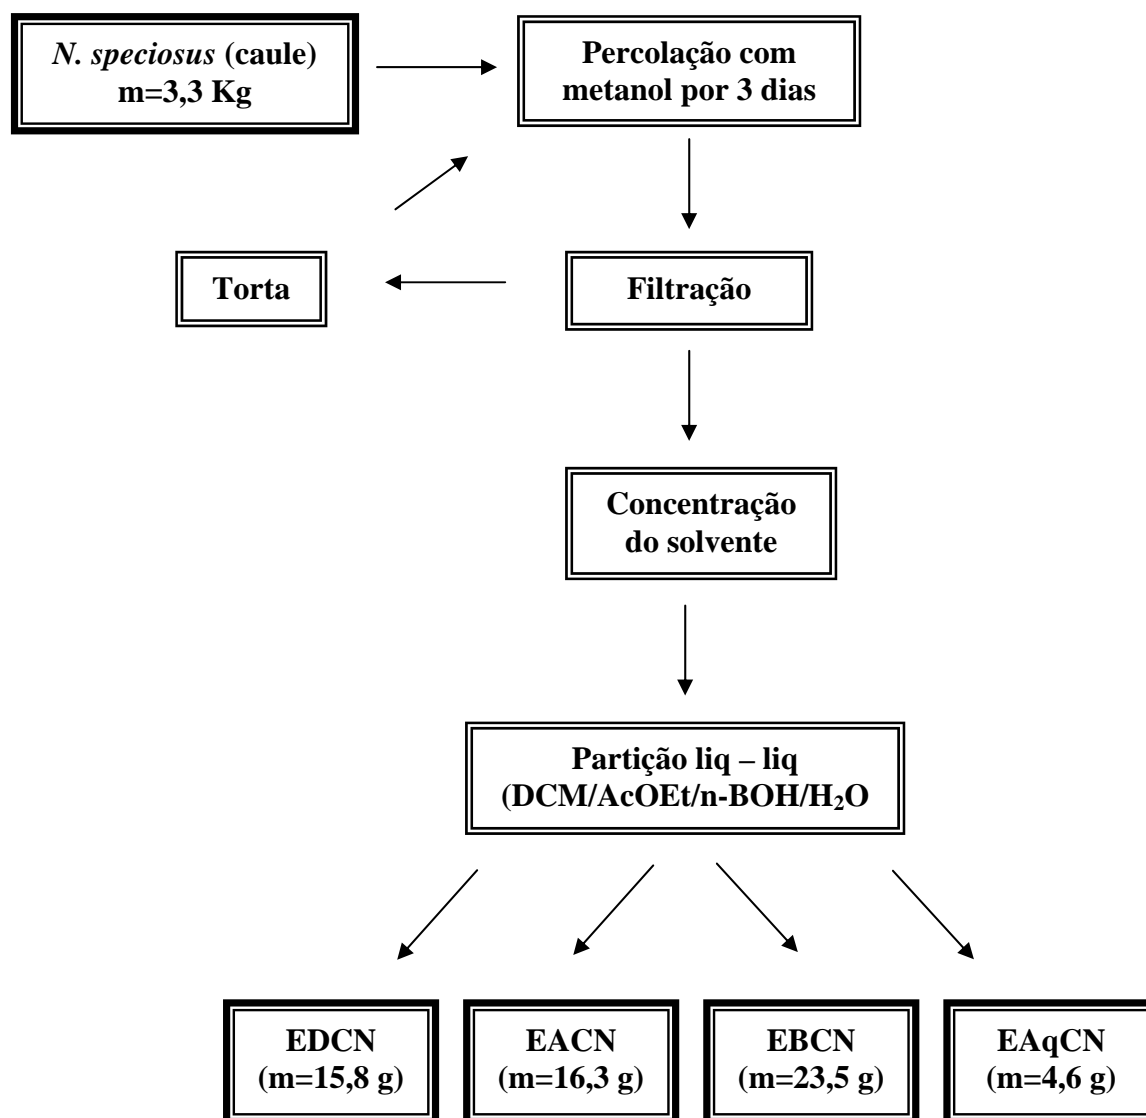 N. speciosus (caule)
m=3,3 Kg
Percolação com
metanol por 3 dias
Torta
Filtração
Concentração
do solvente
Partição liq – liq
(DCM/AcOEt/n-BOH/H₂O
EDCN
(m=15,8 g)
EACN
(m=16,3 g)
EBCN
(m=23,5 g)
EAqCN
(m=4,6 g)